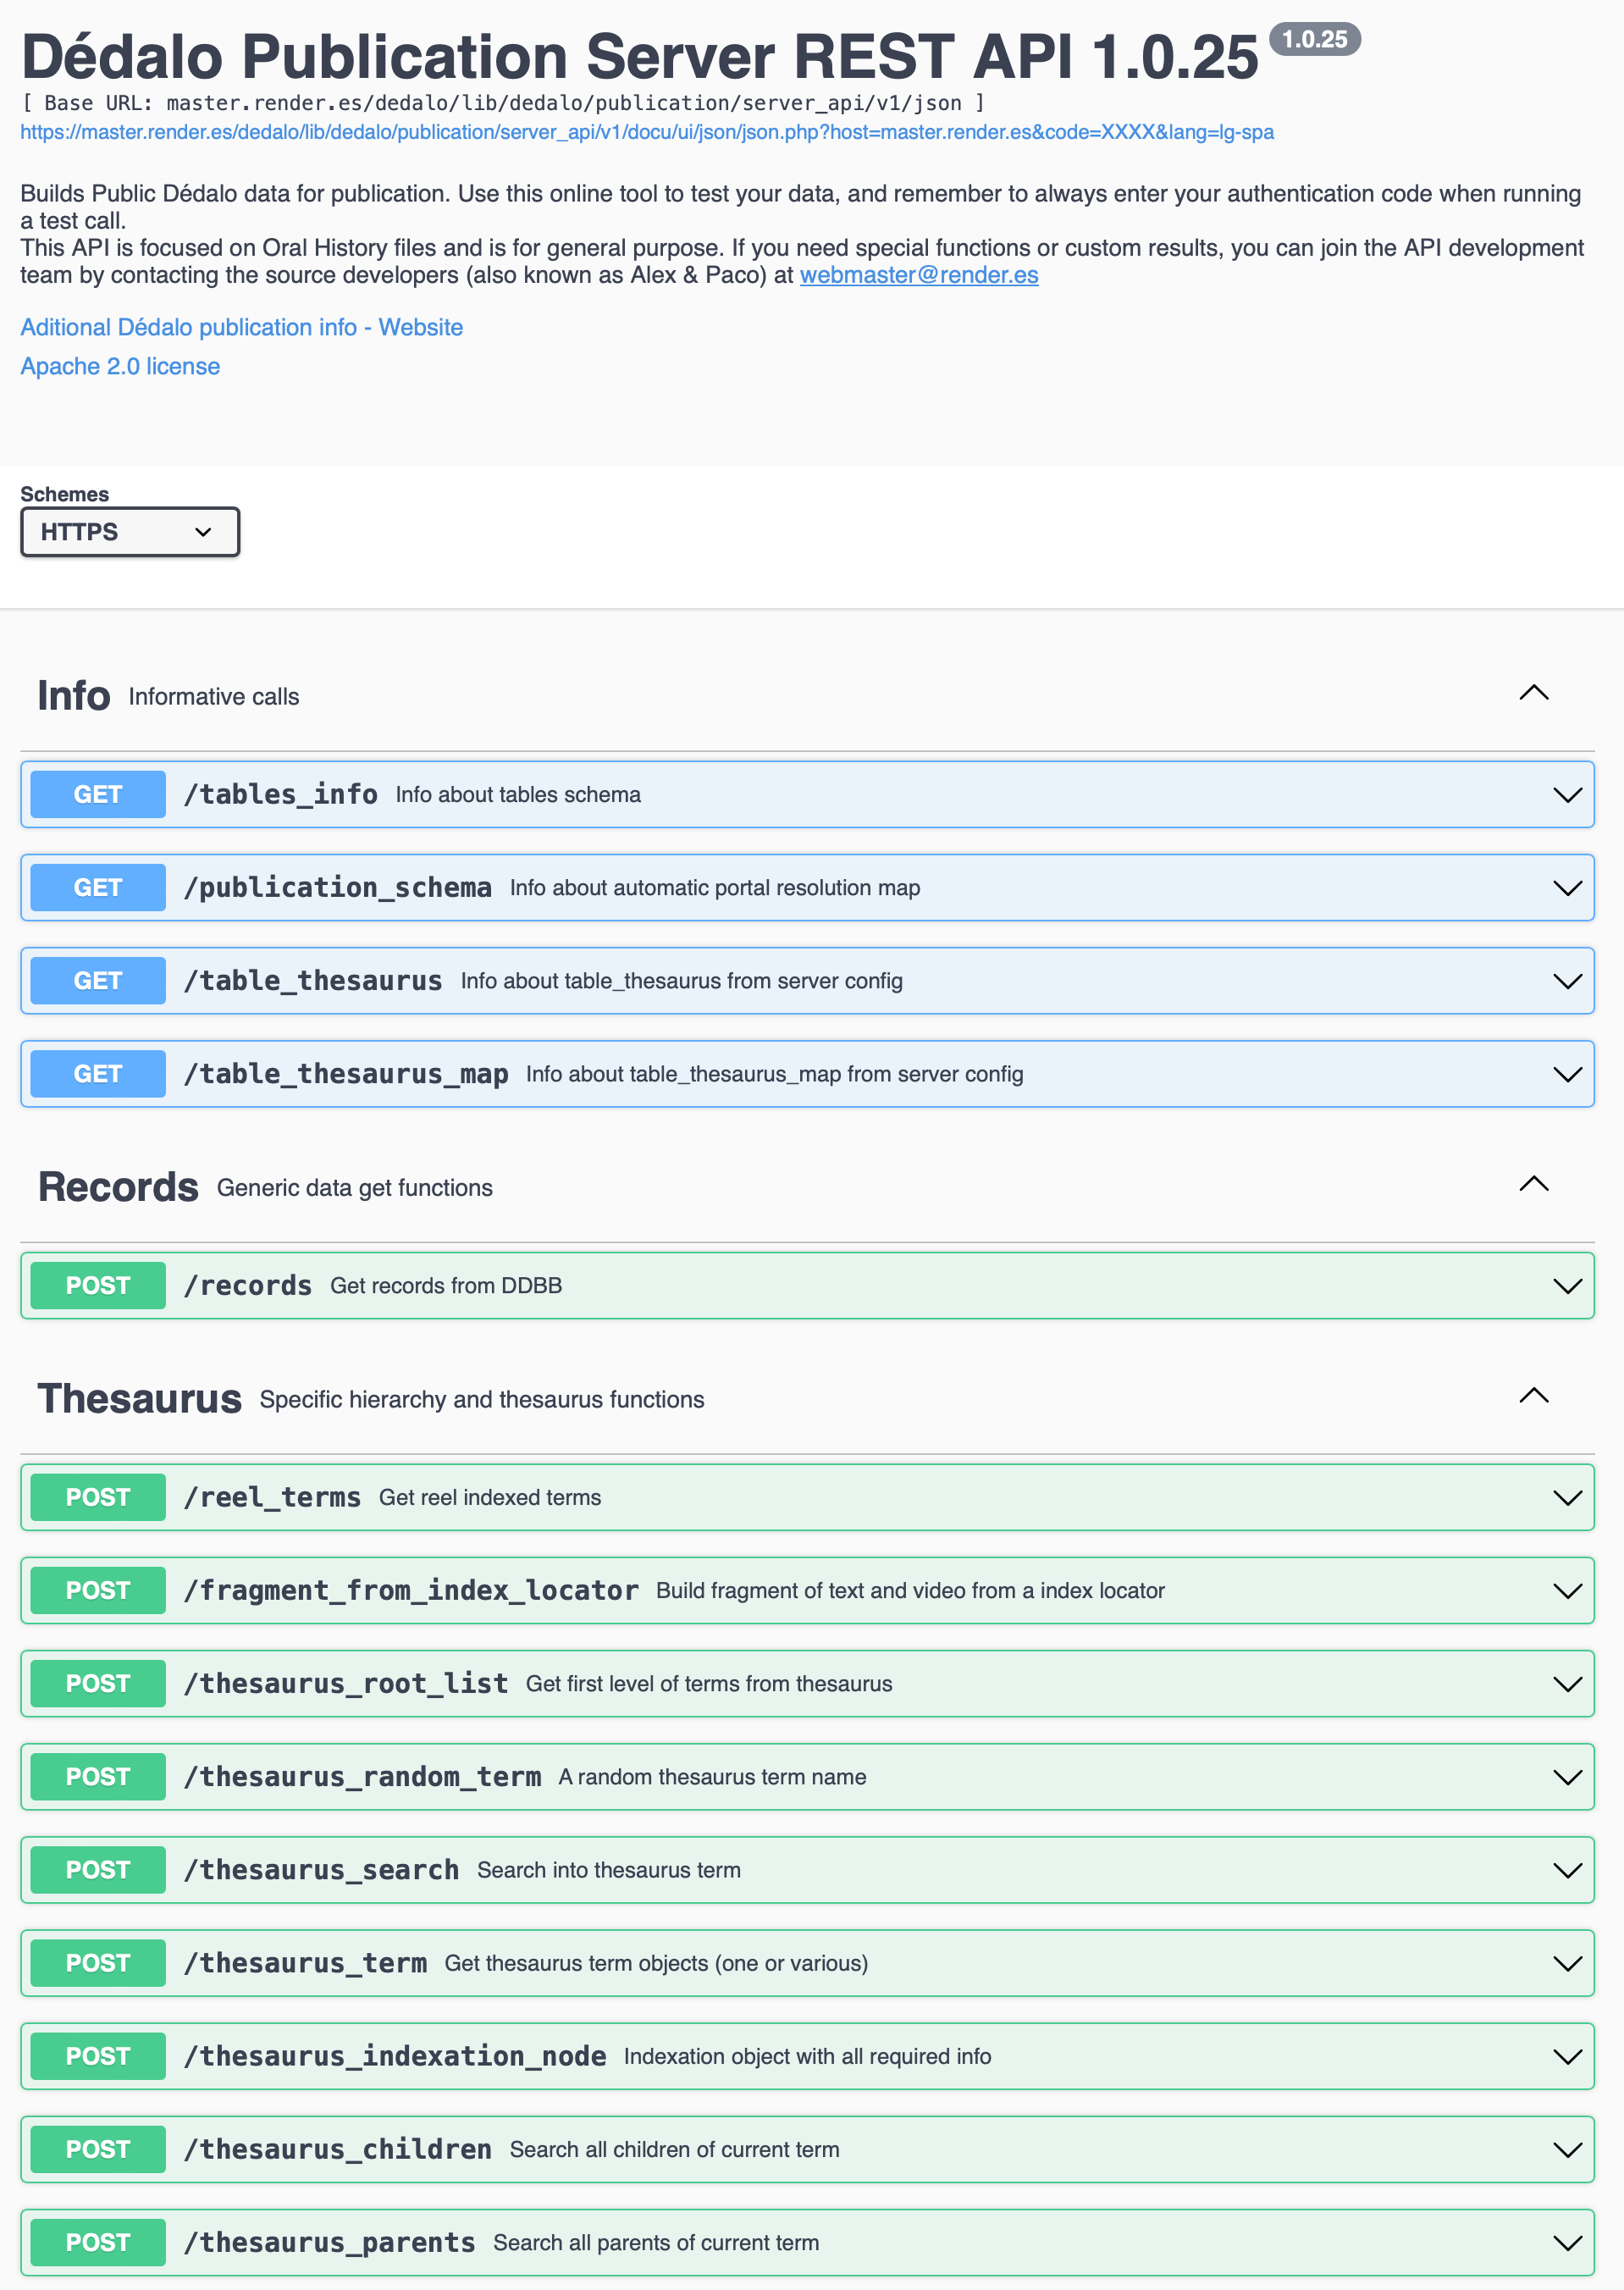 Dédalo Publication Server REST API 1.0.25 1.0.25
[ Base URL: master.render.es/dedalo/lib/dedalo/publication/server_api/v1/json ]
https://master.render.es/dedalo/lib/dedalo/publication/server_api/v1/docu/ui/json/json.php?host=master.render.es&code=XXXX&lang=lg-spa
Builds Public Dédalo data for publication. Use this online tool to test your data, and remember to always enter your authentication code when running
a test call.
This API is focused on Oral History files and is for general purpose. If you need special functions or custom results, you can join the API development
team by contacting the source developers (also known as Alex & Paco) at webmaster@render.es
Aditional Dédalo publication info - Website
Apache 2.0 license
Schemes
HTTPS
Info Informative calls
GET /tables_info Info about tables schema
GET /publication_schema Info about automatic portal resolution map
GET /table_thesaurus Info about table_thesaurus from server config
GET /table_thesaurus_map Info about table_thesaurus_map from server config
Records Generic data get functions
POST /records Get records from DDBB
Thesaurus Specific hierarchy and thesaurus functions
POST /reel_terms Get reel indexed terms
POST /fragment_from_index_locator Build fragment of text and video from a index locator
POST /thesaurus_root_list Get first level of terms from thesaurus
POST /thesaurus_random_term A random thesaurus term name
POST /thesaurus_search Search into thesaurus term
POST /thesaurus_term Get thesaurus term objects (one or various)
POST /thesaurus_indexation_node Indexation object with all required info
POST /thesaurus_children Search all children of current term
POST /thesaurus_parents Search all parents of current term